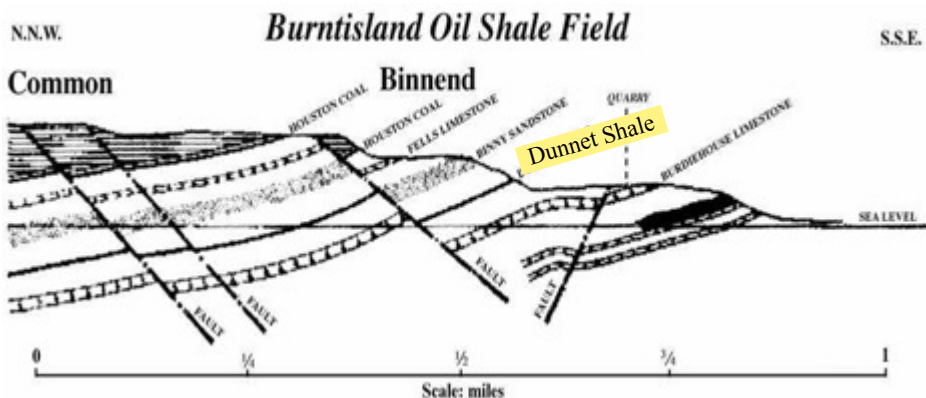 Burntisland Oil Shale Field
N.N.W.
S.S.E.
Common
Binnend
HOUSTON COAL
HOUSTON COAL
FELLS LIMESTONE
BINNY SANDSTONE
Dunnet Shale
QUARRY
BURDIEHOUSE LIMESTONE
SEA LEVEL
FAULT
FAULT
FAULT
FAULT
0 ¼ ½ ¾ 1
Scale: miles